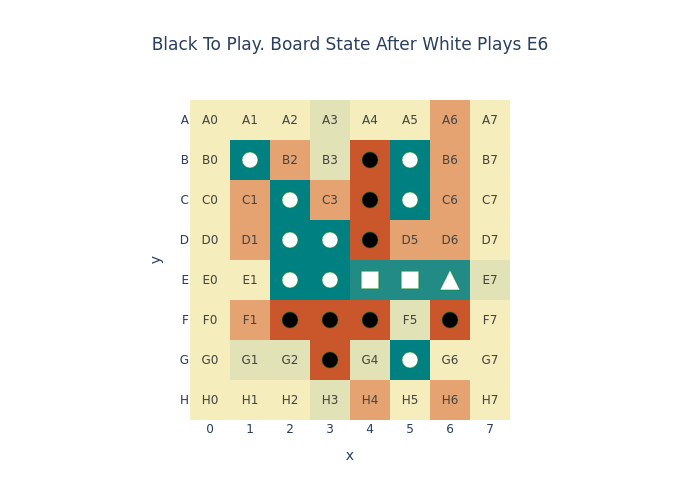 Black To Play. Board State After White Plays E6
A A0 A1 A2 A3 A4 A5 A6 A7
B B0 B2 B3 B6 B7
C C0 C1 C3 C6 C7
D D0 D1 D5 D6 D7
y
E E0 E1 E7
F F0 F1 F5 F7
G G0 G1 G2 G4 G6 G7
H H0 H1 H2 H3 H4 H5 H6 H7
0 1 2 3 4 5 6 7
x